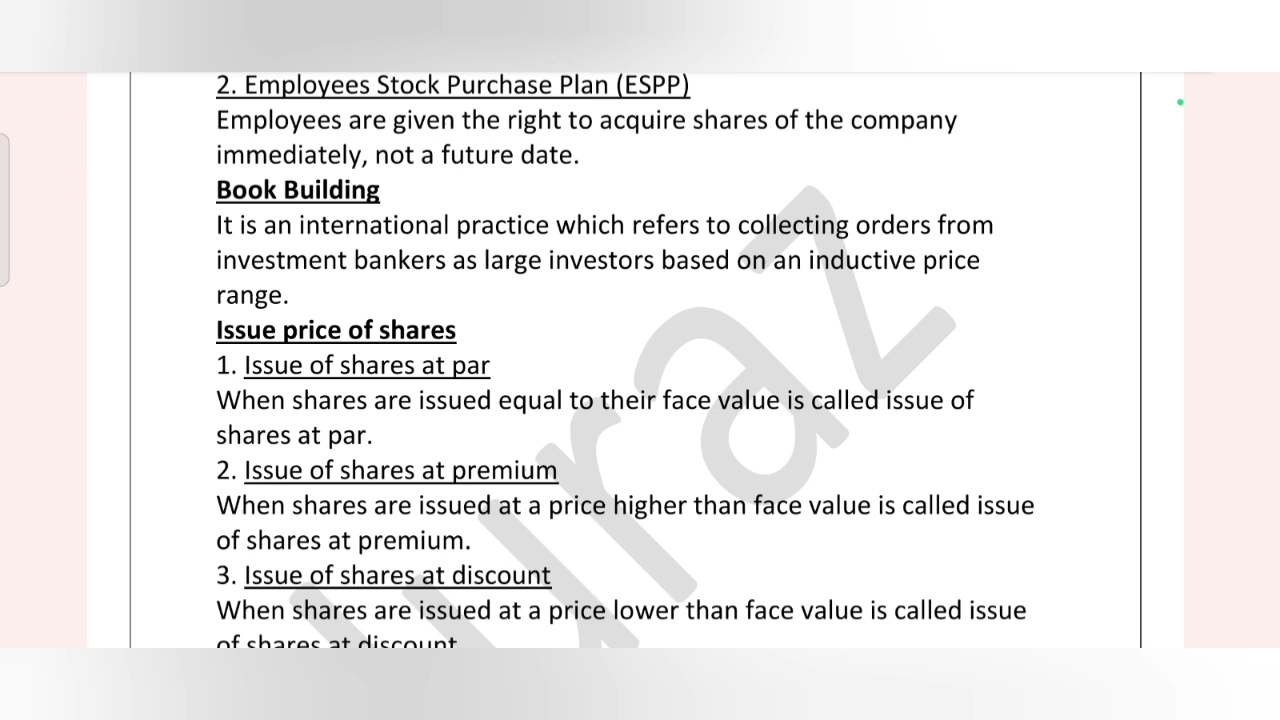 2. Employees Stock Purchase Plan (ESPP)
Employees are given the right to acquire shares of the company
immediately, not a future date.
Book Building
It is an international practice which refers to collecting orders from
investment bankers as large investors based on an inductive price
range.
Issue price of shares
1. Issue of shares at par
When shares are issued equal to their face value is called issue of
shares at par.
2. Issue of shares at premium
When shares are issued at a price higher than face value is called issue
of shares at premium.
3. Issue of shares at discount
When shares are issued at a price lower than face value is called issue
of shares at discount